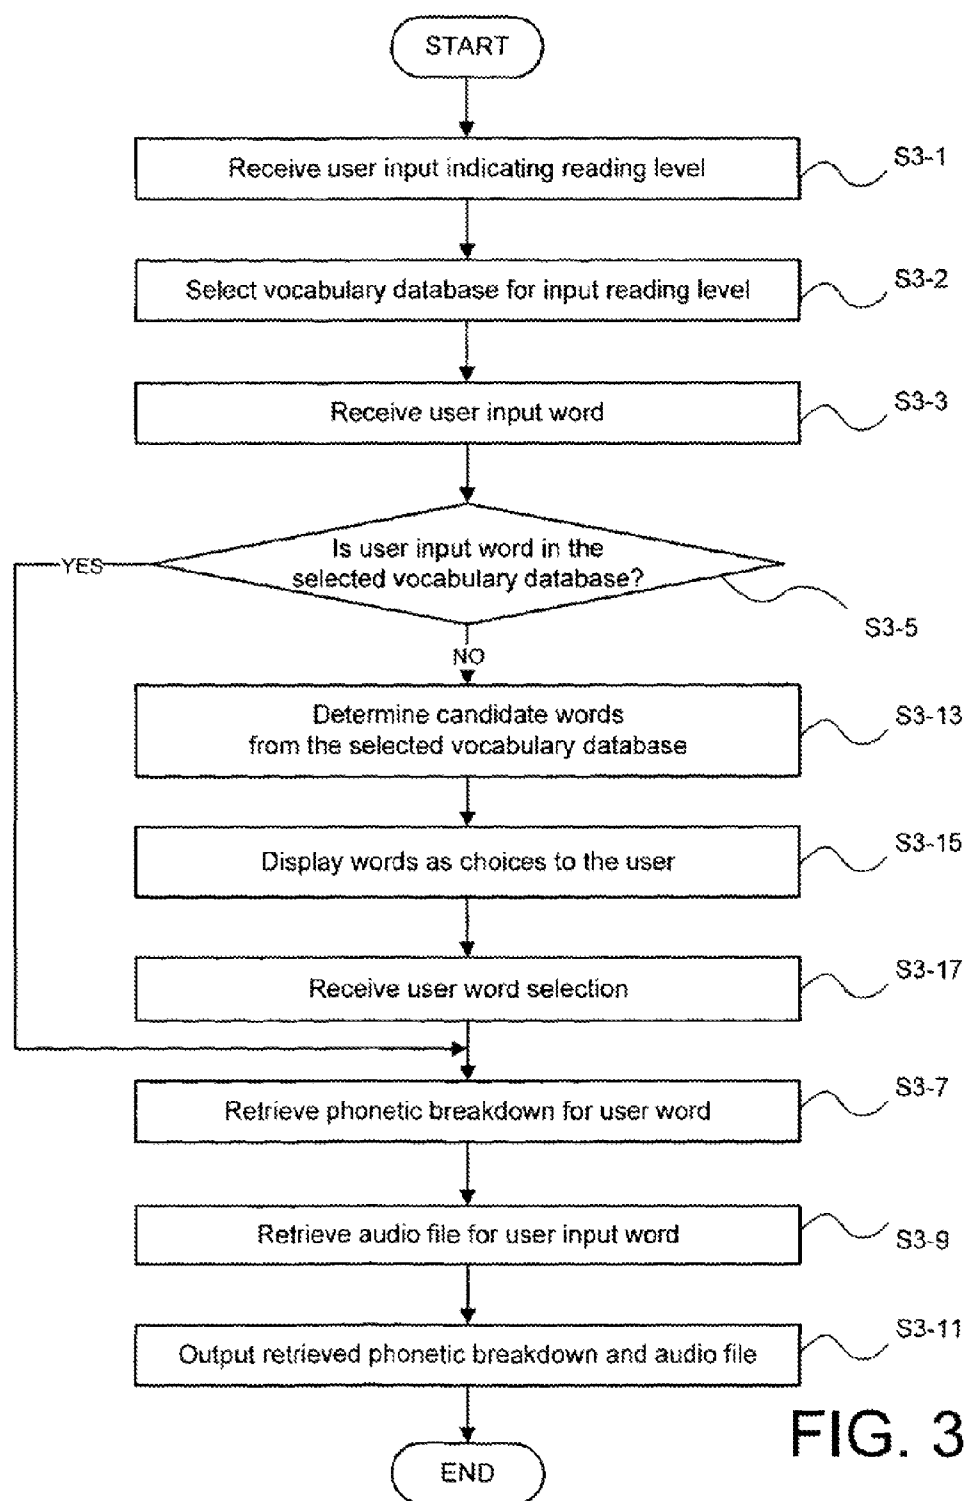 START
Receive user input indicating reading level
S3-1
Select vocabulary database for input reading level
S3-2
Receive user input word
S3-3
Is user input word in the
selected vocabulary database?
YES
S3-5
NO
Determine candidate words
from the selected vocabulary database
S3-13
Display words as choices to the user
S3-15
Receive user word selection
S3-17
Retrieve phonetic breakdown for user word
S3-7
Retrieve audio file for user input word
S3-9
Output retrieved phonetic breakdown and audio file
S3-11
END
FIG. 3